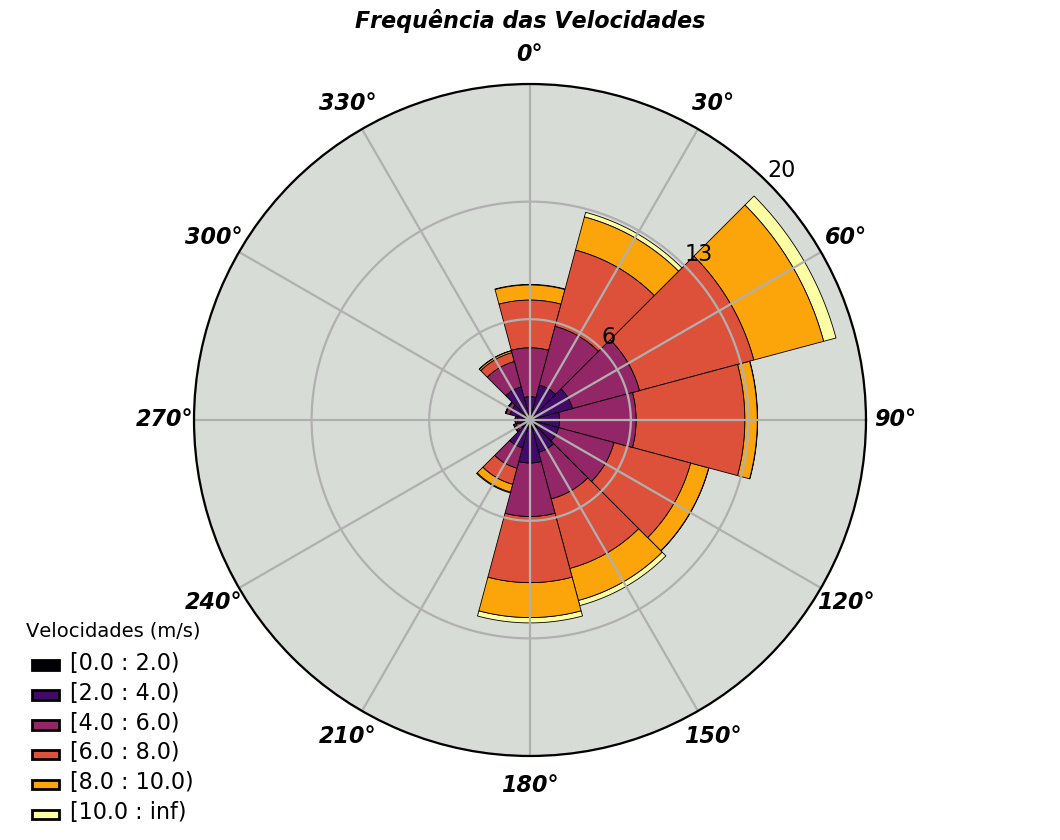 Frequência das Velocidades
0°
330°
30°
20
300°
60°
13
6
270°
90°
240°
120°
Velocidades (m/s)
[0.0 : 2.0)
[2.0 : 4.0)
[4.0 : 6.0)
[6.0 : 8.0)
[8.0 : 10.0)
[10.0 : inf)
210°
150°
180°